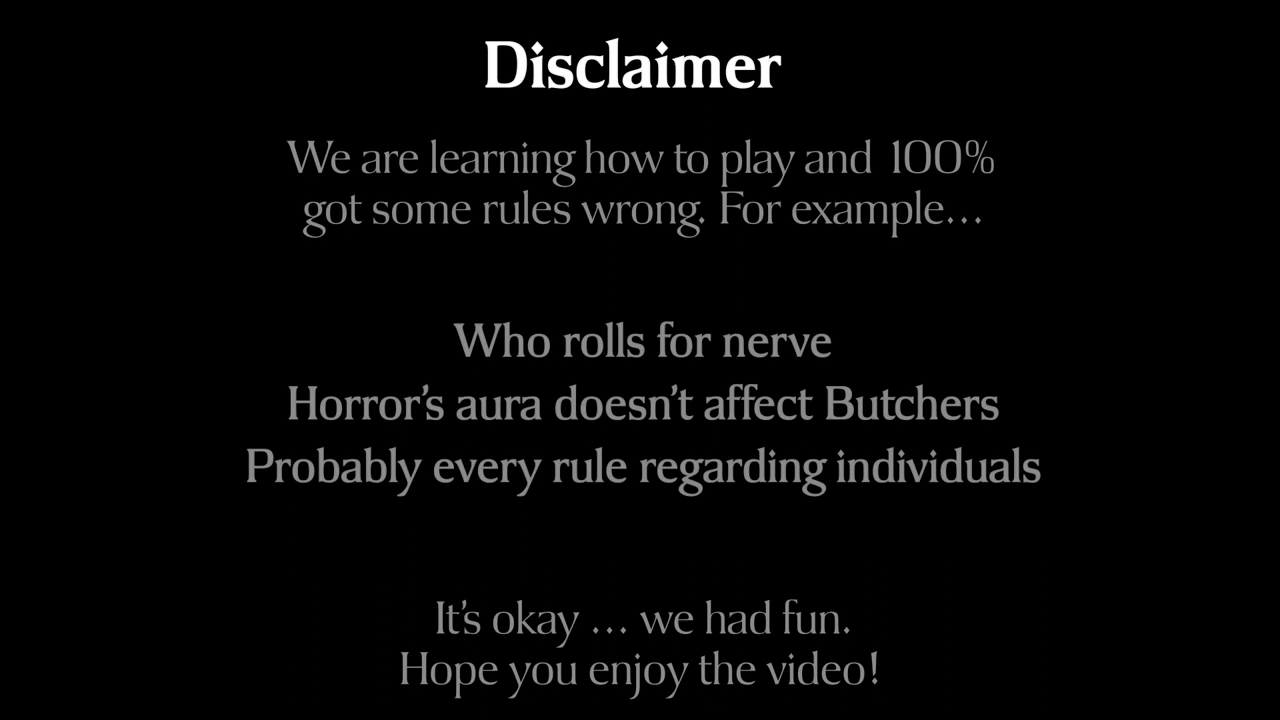 Disclaimer
We are learning how to play and 100%
got some rules wrong. For example...
Who rolls for nerve
Horror's aura doesn't affect Butchers
Probably every rule regarding individuals
It's okay ... we had fun.
Hope you enjoy the video!